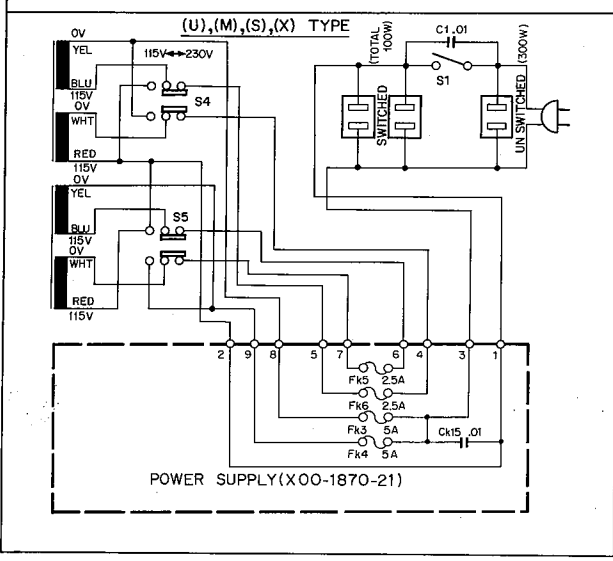 (U),(M),(S),(X) TYPE
0V
YEL
115V↔230V
BLU
115V
0V
S4
WHT
RED
115V
0V
YEL
S5
BLU
115V
0V
WHT
RED
115V
(TOTAL 100W)
C1.01
(300W)
S1
SWITCHED
UN SWITCHED
2 9 8 5 7 6 4 3 1
Fk5 2.5A
Fk6 2.5A
Fk3 5A
Ck15 .01
Fk4 5A
POWER SUPPLY(X00-1870-21)